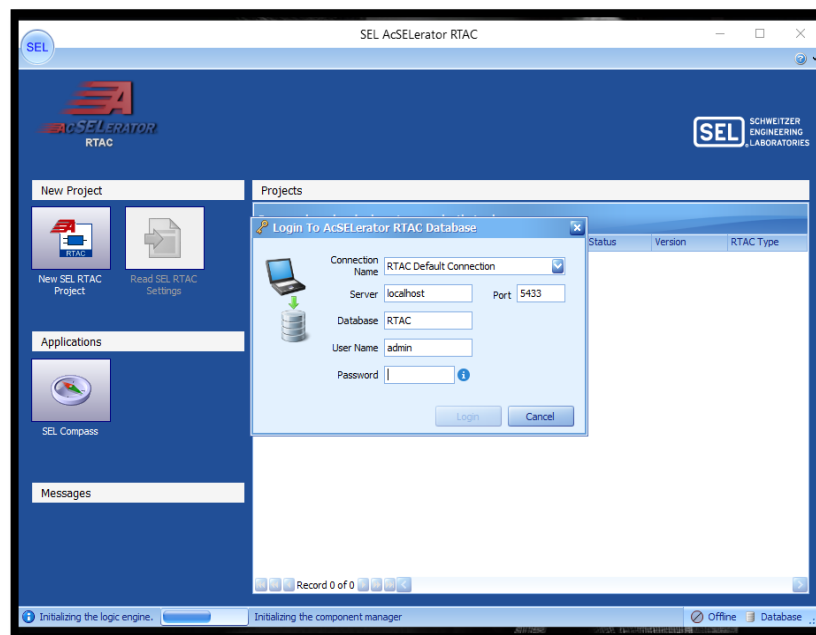 SEL AcSELerator RTAC
SEL
ACSELERATOR
RTAC
SEL
SCHWEITZER
ENGINEERING
LABORATORIES
New Project
Projects
RTAC
New SEL RTAC
Project
Read SEL RTAC
Settings
Status
Version
RTAC Type
Login To AcSELerator RTAC Database
Connection
Name
RTAC Default Connection
Server
localhost
Port
5433
Database
RTAC
User Name
admin
Password
Login
Cancel
Applications
SEL Compass
Messages
Record 0 of 0
Initializing the logic engine.
Initializing the component manager
Offline
Database